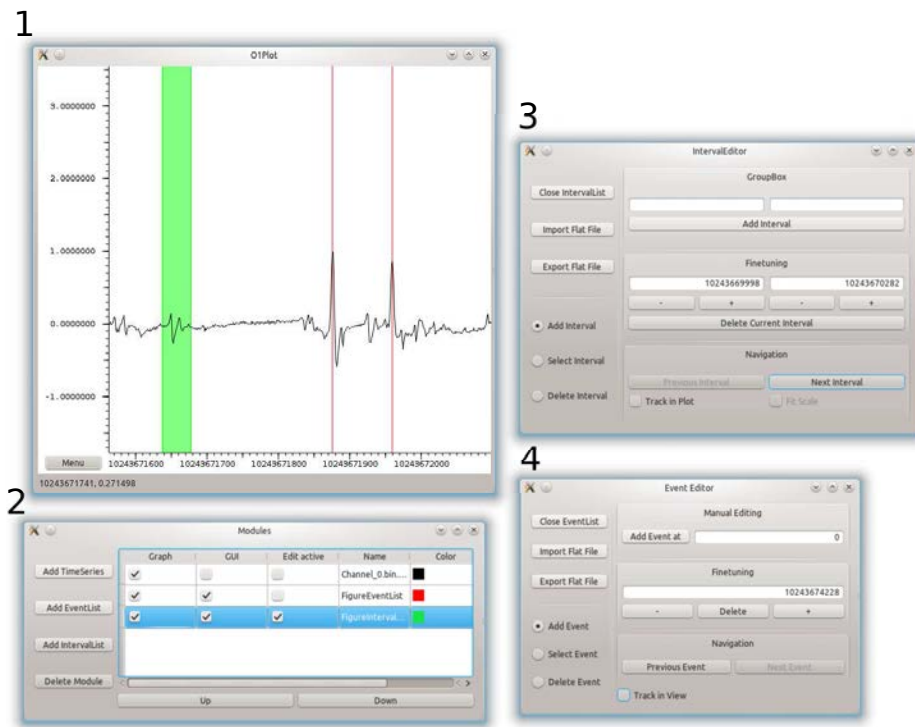 1
O1Plot
3.0000000
2.0000000
1.0000000
0.0000000
-1.0000000
Menu
10243671600 10243671700 10243671800 10243671900 10243672000
10243671741, 0.271498
2
Modules
Graph GUI Edit active Name Color
Add TimeSeries
Channel_0.bin....
Add EventList
FigureEventList
FigureInterval...
Add IntervalList
Delete Module
Up Down
3
IntervalEditor
GroupBox
Close IntervalList
Import Flat File
Add Interval
Export Flat File
Finetuning
10243669998 10243670282
- + - +
Add Interval
Delete Current Interval
Select Interval
Navigation
Previous Interval Next Interval
Delete Interval
Track in Plot Fit Scale
4
Event Editor
Manual Editing
Close EventList
Add Event at 0
Import Flat File
Finetuning
Export Flat File
10243674228
- Delete +
Add Event
Navigation
Select Event
Previous Event Next Event
Delete Event
Track in View